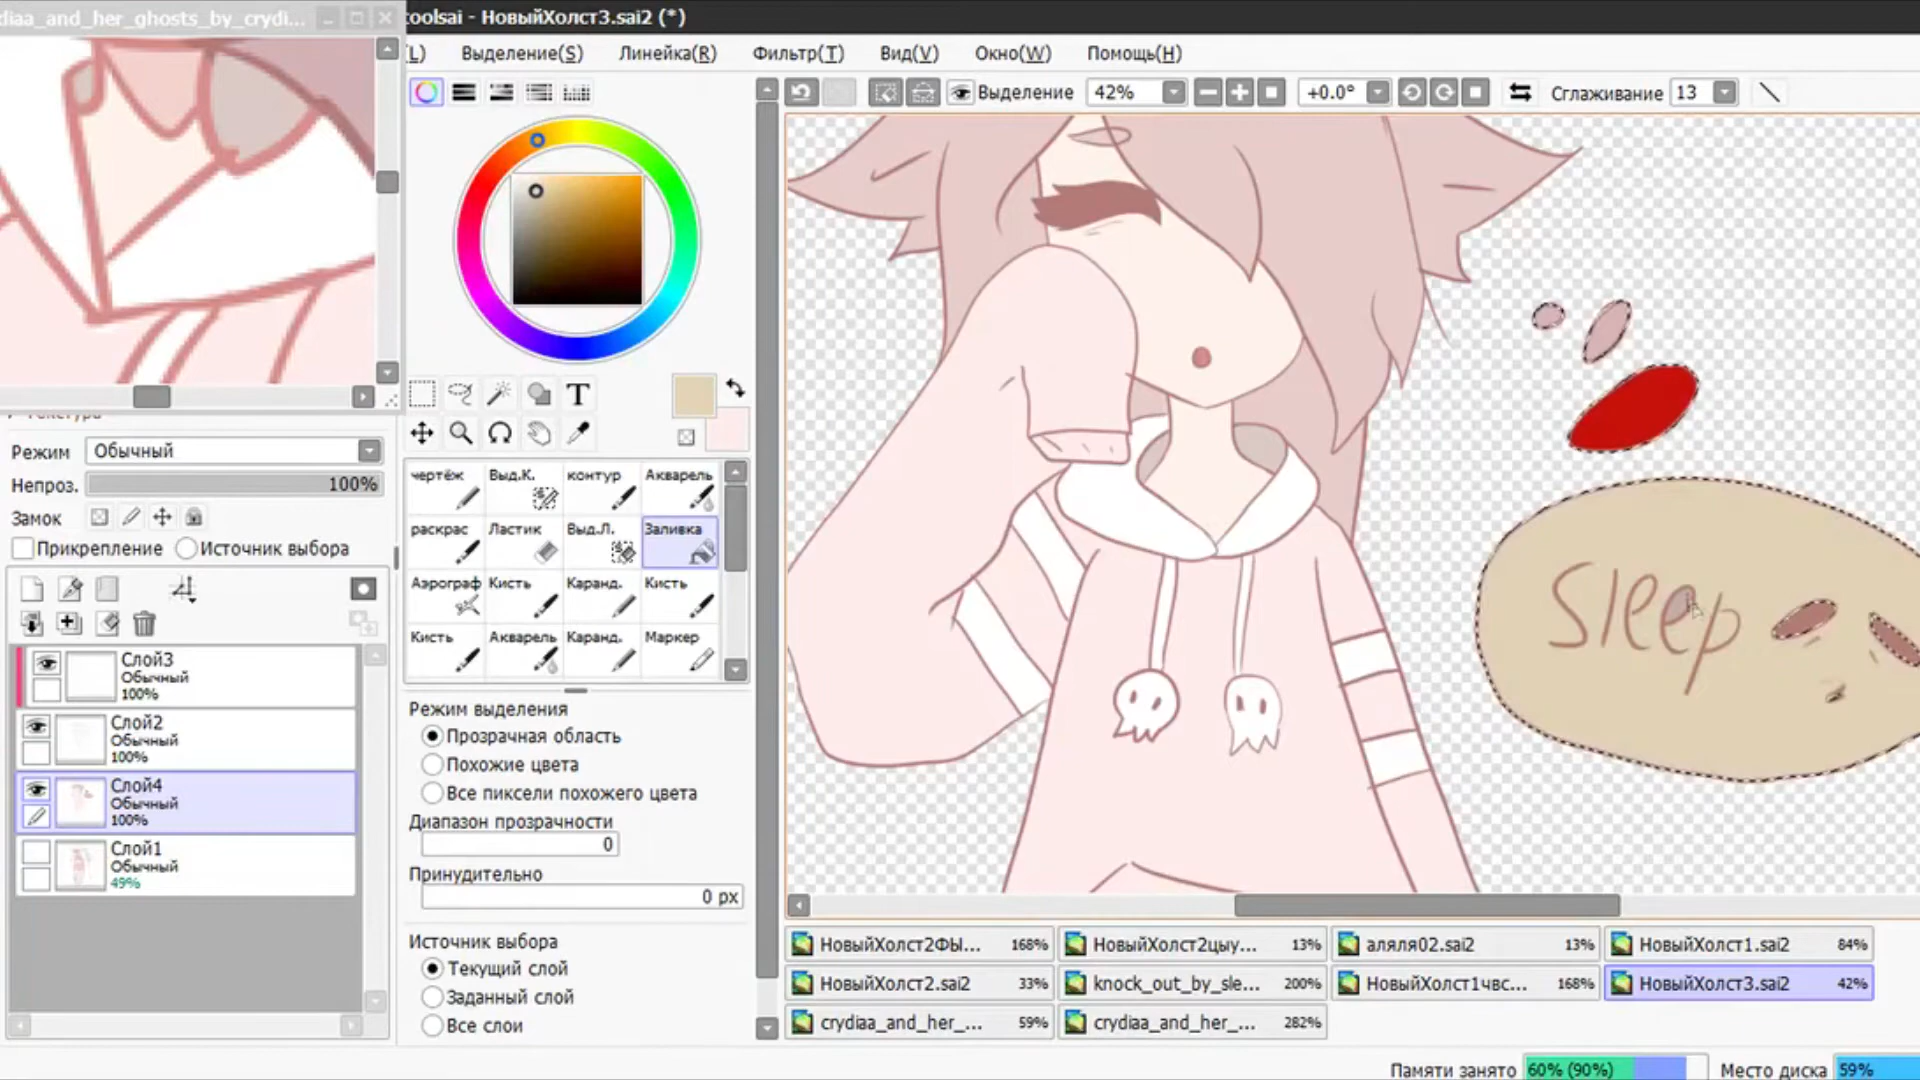 diaa_and_her_ghosts_by_crydi...
toolsai - НовыйХолст3.sai2 (*)
(L) Выделение(S) Линейка(R) Фильтр(T) Вид(V) Окно(W) Помощь(H)
Выделение 42% +0.0° Сглаживание 13
Режим Обычный
Непроз. 100%
Замок
Прикрепление Источник выбора
Слой3
Обычный
100%
Слой2
Обычный
100%
Слой4
Обычный
100%
Слой1
Обычный
49%
T
чертёж Выд.К. контур Акварель
раскрас Ластик Выд.Л. Заливка
Аэрограф Кисть Каранд. Кисть
Кисть Акварель Каранд. Маркер
Режим выделения
Прозрачная область
Похожие цвета
Все пиксели похожего цвета
Диапазон прозрачности
0
Принудительно
0 px
Источник выбора
Текущий слой
Заданный слой
Все слои
Sleep
НовыйХолст2ФЫ... 168% НовыйХолст2цыу... 13% аляля02.sai2 13% НовыйХолст1.sai2 84%
НовыйХолст2.sai2 33% knock_out_by_sle... 200% НовыйХолст1чвс... 168% НовыйХолст3.sai2 42%
crydiaa_and_her_... 59% crydiaa_and_her_... 282%
Памяти занято 60% (90%) Место диска 59%